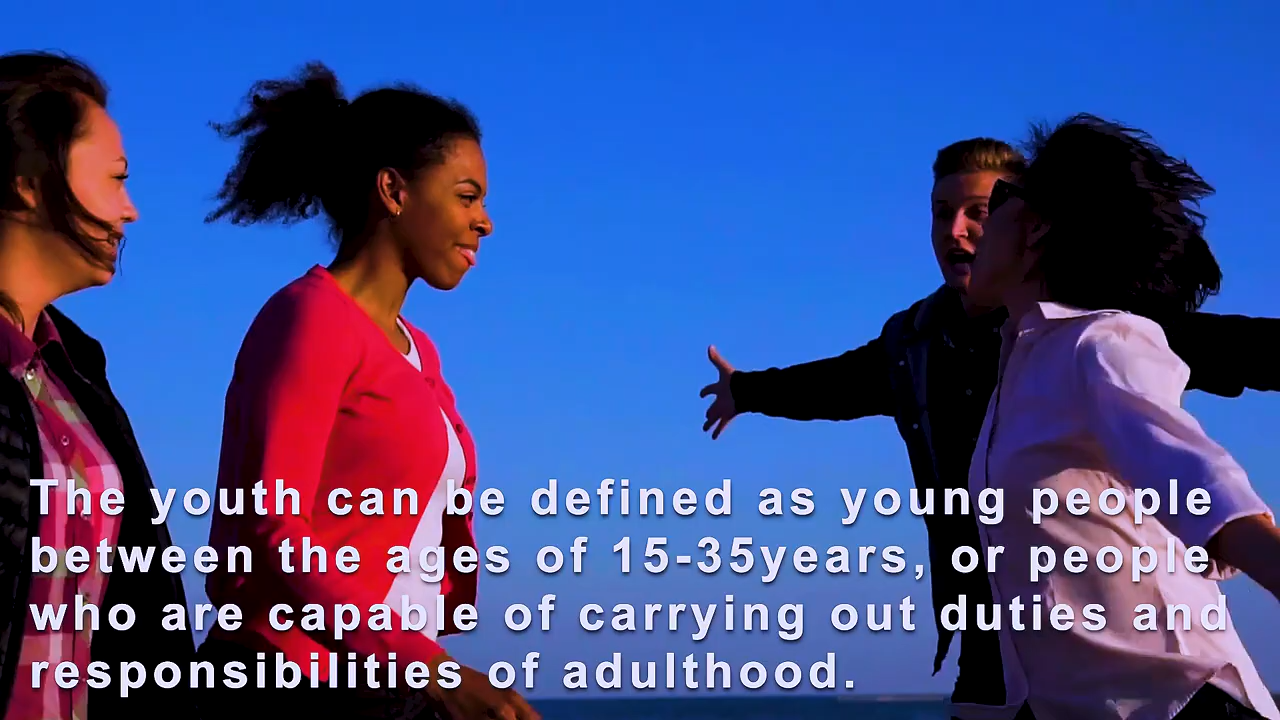 The youth can be defined as young people
between the ages of 15-35years, or people
who are capable of carrying out duties and
responsibilities of adulthood.